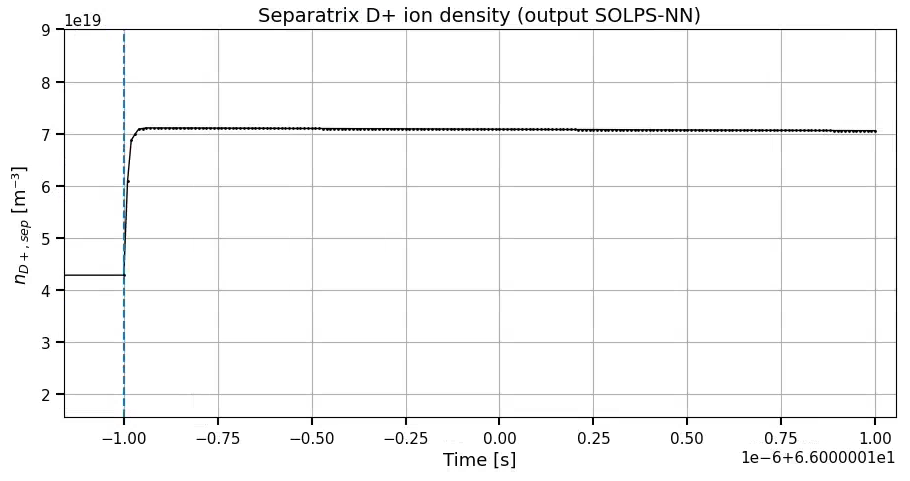 Separatrix D+ ion density (output SOLPS-NN)
1e19
9
8
7
6
5
4
3
2
n_{D+, sep} [m^{-3}]
−1.00 −0.75 −0.50 −0.25 0.00 0.25 0.50 0.75 1.00
Time [s]
1e−6+6.6000001e1